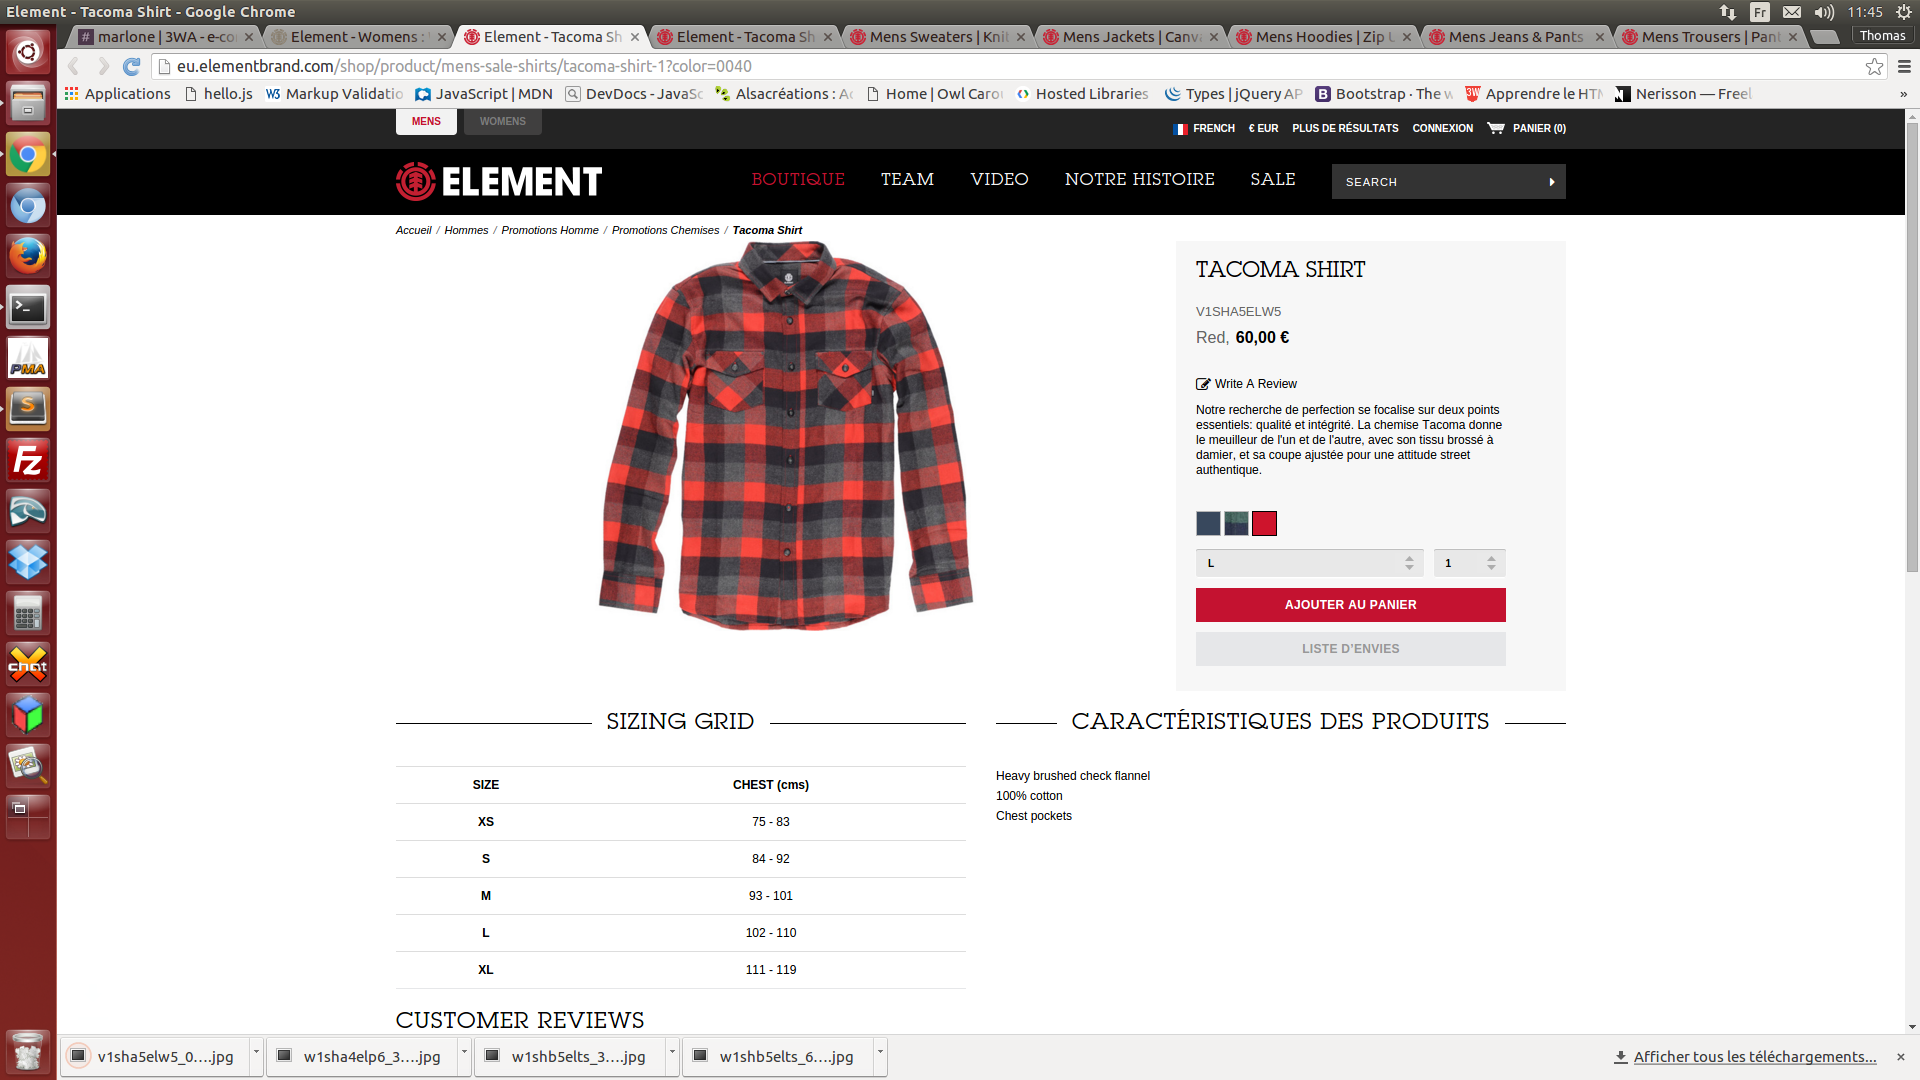 Element - Tacoma Shirt - Google Chrome
Fr
11:45
marlone | 3WA - e-co
Element - Womens :
Element - Tacoma Sh
Element - Tacoma Sh
Mens Sweaters | Knit
Mens Jackets | Canva
Mens Hoodies | Zip U
Mens Jeans & Pants
Mens Trousers | Pant
Thomas
eu.elementbrand.com/shop/product/mens-sale-shirts/tacoma-shirt-1?color=0040
Applications
hello.js
W3 Markup Validatio
JavaScript | MDN
DevDocs - JavaSc
Alsacréations : Ac
Home | Owl Carou
Hosted Libraries
Types | jQuery AP
B Bootstrap · The w
3W Apprendre le HTM
N Nerisson — Freel
»
MENS
WOMENS
FRENCH
€ EUR
PLUS DE RÉSULTATS
CONNEXION
PANIER (0)
ELEMENT
BOUTIQUE
TEAM
VIDEO
NOTRE HISTOIRE
SALE
SEARCH
Accueil / Hommes / Promotions Homme / Promotions Chemises / Tacoma Shirt
TACOMA SHIRT
V1SHA5ELW5
Red, 60,00 €
Write A Review
Notre recherche de perfection se focalise sur deux points
essentiels: qualité et intégrité. La chemise Tacoma donne
le meuilleur de l'un et de l'autre, avec son tissu brossé à
damier, et sa coupe ajustée pour une attitude street
authentique.
L
1
AJOUTER AU PANIER
LISTE D'ENVIES
SIZING GRID
SIZE CHEST (cms)
XS 75 - 83
S 84 - 92
M 93 - 101
L 102 - 110
XL 111 - 119
CARACTÉRISTIQUES DES PRODUITS
Heavy brushed check flannel
100% cotton
Chest pockets
CUSTOMER REVIEWS
PMA
S
Fz
X
chat
v1sha5elw5_0....jpg
w1sha4elp6_3....jpg
w1shb5elts_3....jpg
w1shb5elts_6....jpg
Afficher tous les téléchargements...